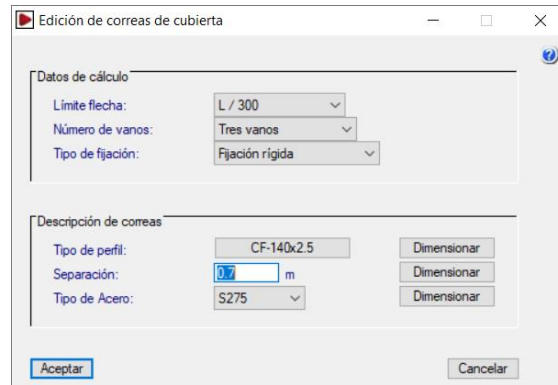 Edición de correas de cubierta
Datos de cálculo
Límite flecha: L / 300
Número de vanos: Tres vanos
Tipo de fijación: Fijación rígida
Descripción de correas
Tipo de perfil: CF-140x2.5 Dimensionar
Separación: 0.7 m Dimensionar
Tipo de Acero: S275 Dimensionar
Aceptar Cancelar